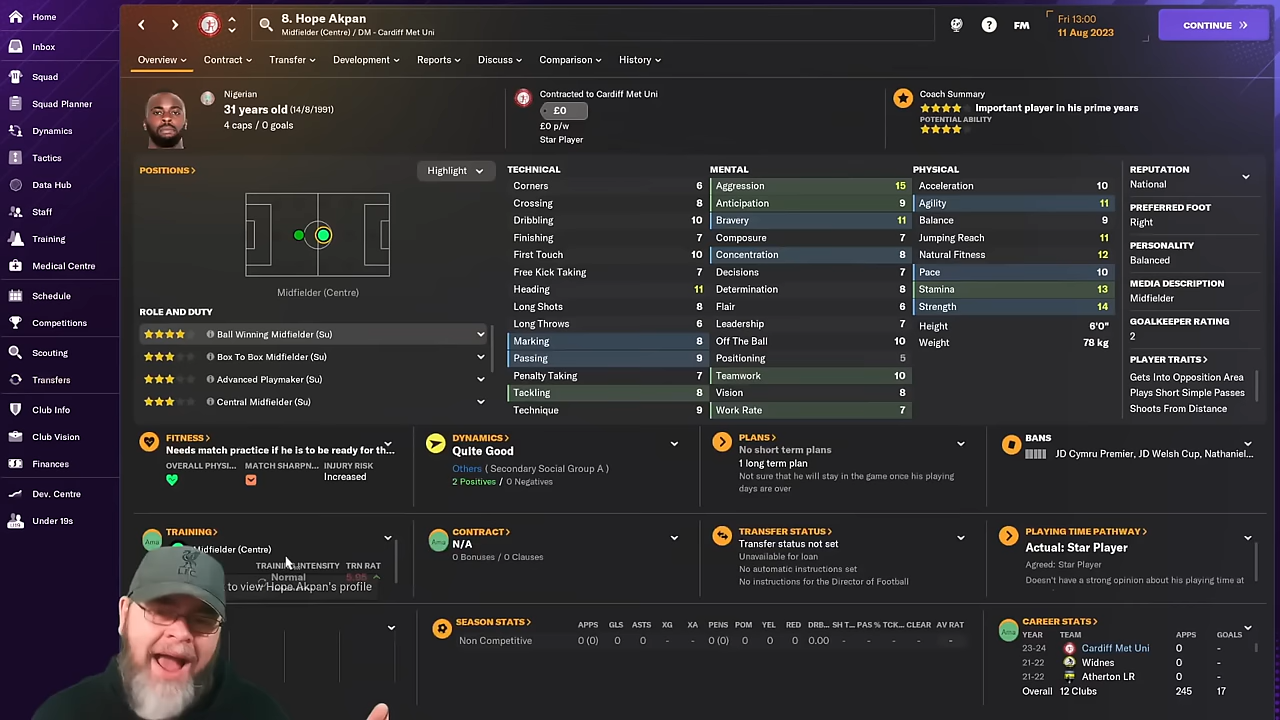 Home
Inbox
Squad
Squad Planner
Dynamics
Tactics
Data Hub
Staff
Training
Medical Centre
Schedule
Competitions
Scouting
Transfers
Club Info
Club Vision
Finances
Dev. Centre
Under 19s
8. Hope Akpan
Midfielder (Centre) / DM - Cardiff Met Uni
FM
Fri 13:00
11 Aug 2023
CONTINUE
Overview Contract Transfer Development Reports Discuss Comparison History
Nigerian
31 years old (14/8/1991)
4 caps / 0 goals
Contracted to Cardiff Met Uni
£0
£0 p/w
Star Player
Coach Summary
Important player in his prime years
POTENTIAL ABILITY
POSITIONS>
Highlight
Midfielder (Centre)
ROLE AND DUTY
Ball Winning Midfielder (Su)
Box To Box Midfielder (Su)
Advanced Playmaker (Su)
Central Midfielder (Su)
TECHNICAL
Corners 6
Crossing 8
Dribbling 10
Finishing 7
First Touch 10
Free Kick Taking 7
Heading 11
Long Shots 8
Long Throws 6
Marking 8
Passing 9
Penalty Taking 7
Tackling 8
Technique 9
MENTAL
Aggression 15
Anticipation 9
Bravery 11
Composure 7
Concentration 8
Decisions 7
Determination 8
Flair 6
Leadership 7
Off The Ball 10
Positioning 5
Teamwork 10
Vision 8
Work Rate 7
PHYSICAL
Acceleration 10
Agility 11
Balance 9
Jumping Reach 11
Natural Fitness 12
Pace 10
Stamina 13
Strength 14
Height 6'0"
Weight 78 kg
REPUTATION
National
PREFERRED FOOT
Right
PERSONALITY
Balanced
MEDIA DESCRIPTION
Midfielder
GOALKEEPER RATING
2
PLAYER TRAITS>
Gets Into Opposition Area
Plays Short Simple Passes
Shoots From Distance
FITNESS>
Needs match practice if he is to be ready for th...
OVERALL PHYSI... MATCH SHARPN... INJURY RISK
Increased
DYNAMICS>
Quite Good
Others ( Secondary Social Group A )
2 Positives / 0 Negatives
PLANS>
No short term plans
1 long term plan
Not sure that he will stay in the game once his playing
days are over
BANS
JD Cymru Premier, JD Welsh Cup, Nathaniel...
TRAINING>
Ama
Midfielder (Centre)
TRAINING INTENSITY TRN RAT
Normal
to view Hope Akpan's profile
CONTRACT>
Ama
N/A
0 Bonuses / 0 Clauses
TRANSFER STATUS>
Transfer status not set
Unavailable for loan
No automatic instructions set
No instructions for the Director of Football
PLAYING TIME PATHWAY>
Actual: Star Player
Agreed: Star Player
Doesn't have a strong opinion about his playing time at
SEASON STATS>
APPS GLS ASTS XG XA PENS POM YEL RED DRB... SH T... PAS % TCK... CLEAR AV RAT
Non Competitive 0 (0) 0 0 - - 0 (0) 0 0 0 0.00 - - - - -
CAREER STATS>
Ama
YEAR TEAM APPS GOALS
23-24 Cardiff Met Uni 0 -
21-22 Widnes 0 -
21-22 Atherton LR 0 -
Overall 12 Clubs 245 17